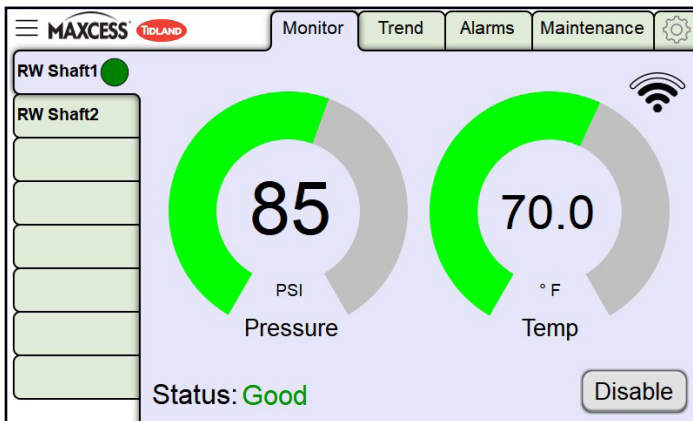 MAXCESS TIDLAND
Monitor
Trend
Alarms
Maintenance
RW Shaft1
RW Shaft2
85
PSI
Pressure
70.0
° F
Temp
Status: Good
Disable